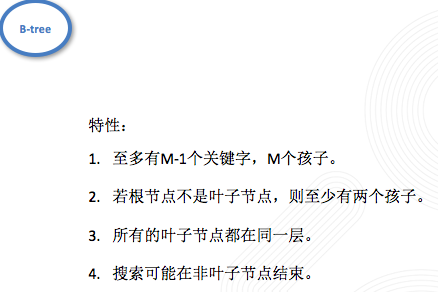 B-tree
特性：
1. 至多有M-1个关键字，M个孩子。
2. 若根节点不是叶子节点，则至少有两个孩子。
3. 所有的叶子节点都在同一层。
4. 搜索可能在非叶子节点结束。